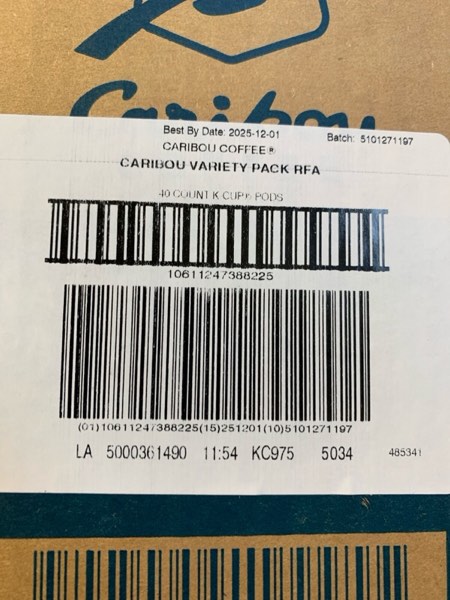 Caribou
Best By Date: 2025-12-01 Batch: 5101271197
CARIBOU COFFEE®
CARIBOU VARIETY PACK RFA
40 COUNT K-CUP® PODS
10611247388225
(01)10611247388225(15)251201(10)5101271197
LA 5000361490 11:54 KC975 5034 485341